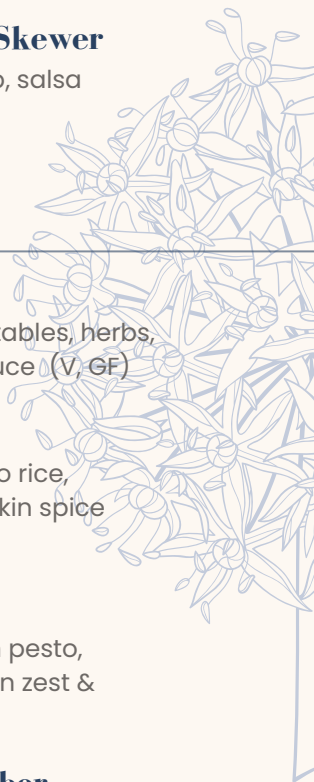 Skewer
, salsa
tables, herbs,
uce (V, GF)
o rice,
kin spice
pesto,
n zest &